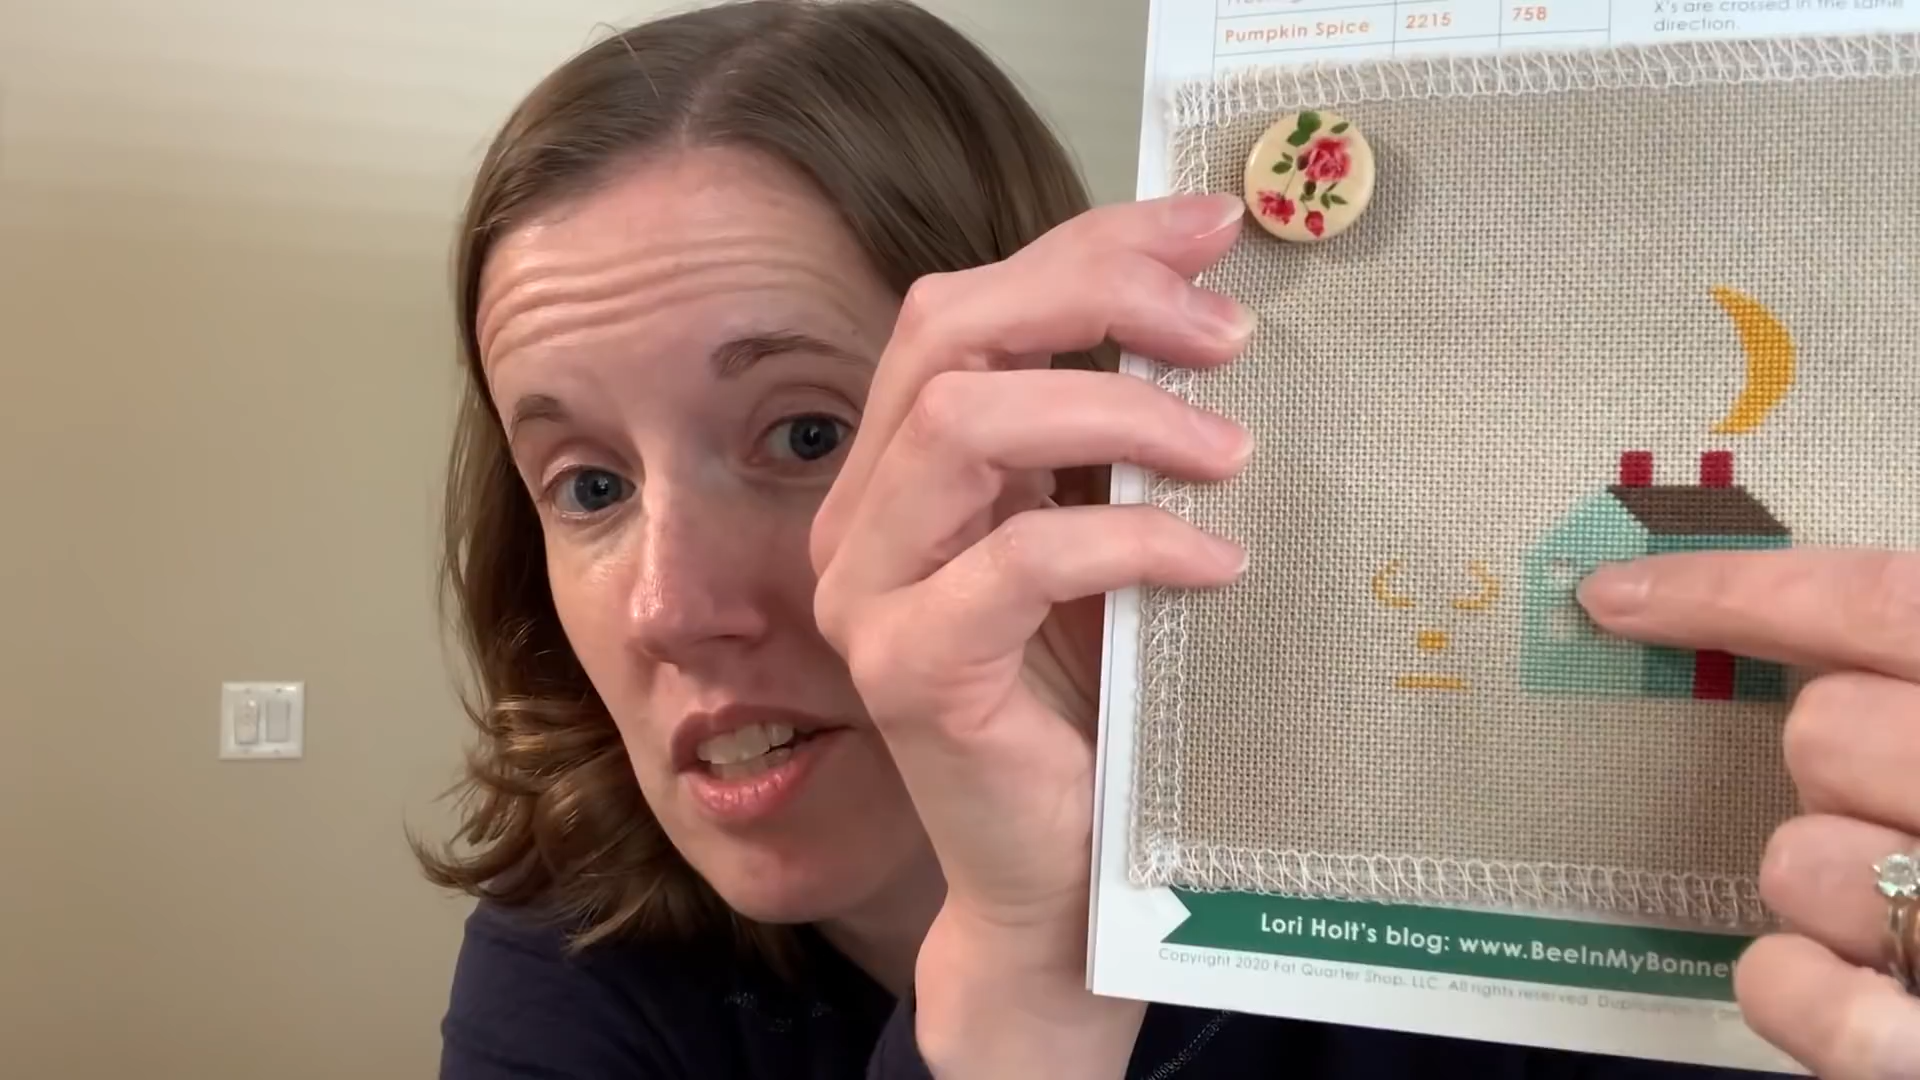 Pumpkin Spice 2215 758
X's are crossed in the same
direction.
Lori Holt's blog: www.BeeInMyBonne
Copyright 2020 Fat Quarter Shop, LLC. All rights reserved.